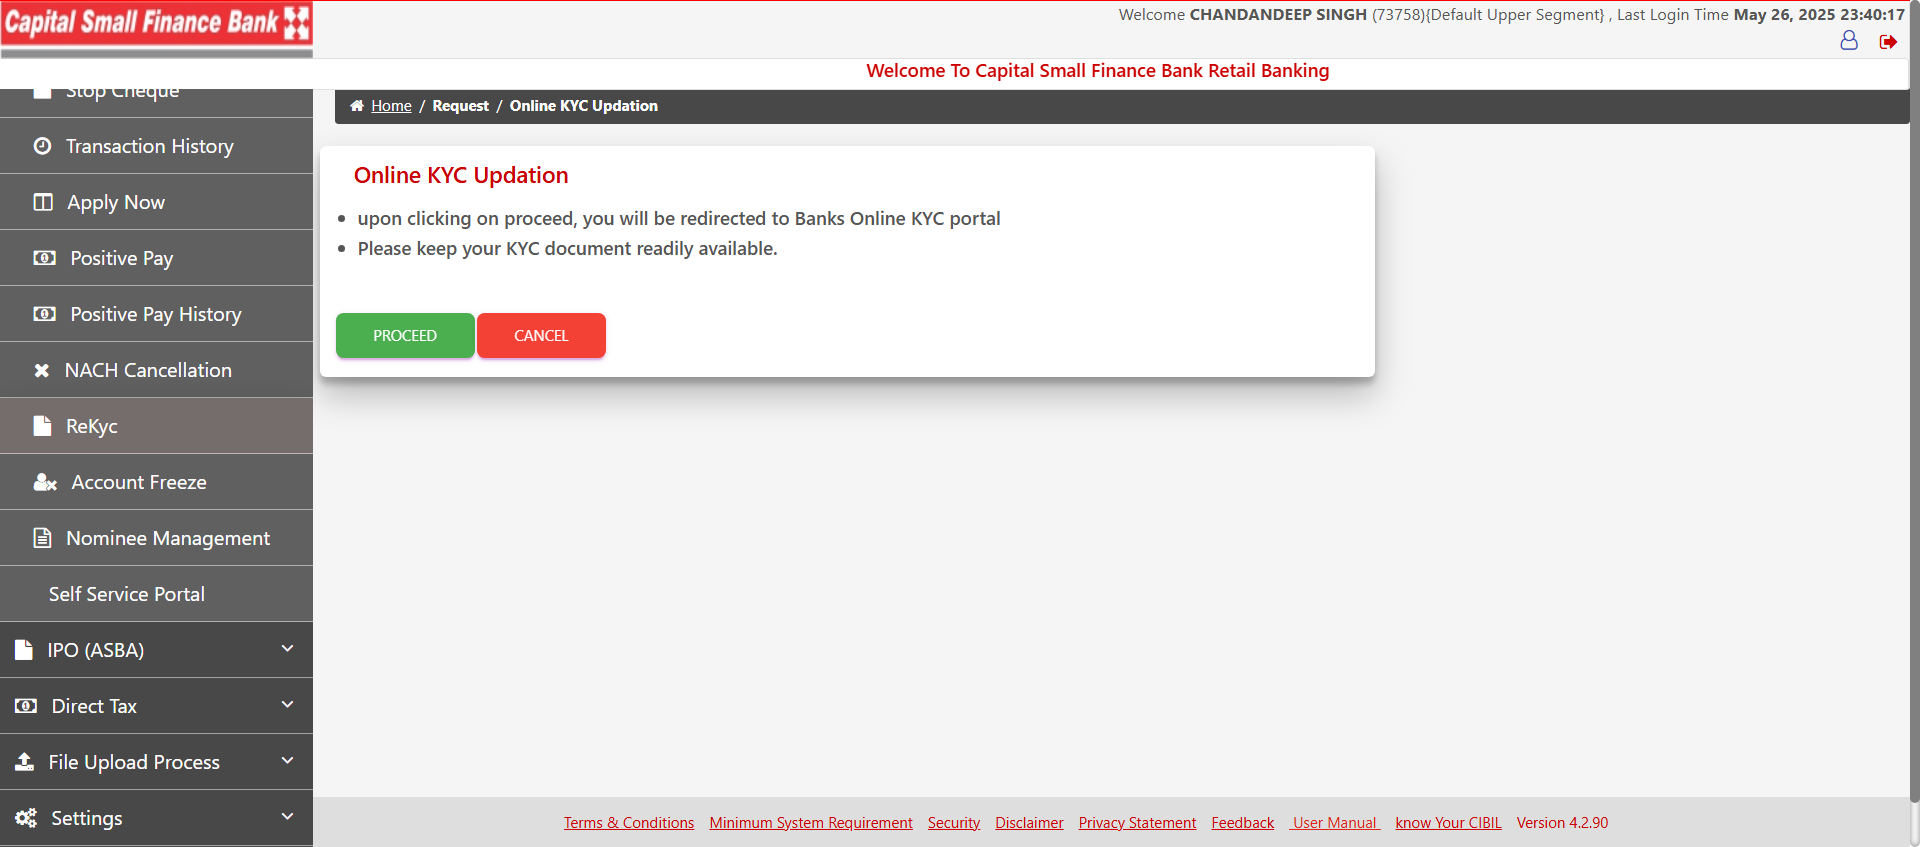 Capital Small Finance Bank
Welcome CHANDANDEEP SINGH (73758){Default Upper Segment} , Last Login Time May 26, 2025 23:40:17
Welcome To Capital Small Finance Bank Retail Banking
Stop Cheque
Transaction History
Apply Now
Positive Pay
Positive Pay History
NACH Cancellation
ReKyc
Account Freeze
Nominee Management
Self Service Portal
IPO (ASBA)
Direct Tax
File Upload Process
Settings
Home / Request / Online KYC Updation
Online KYC Updation
upon clicking on proceed, you will be redirected to Banks Online KYC portal
Please keep your KYC document readily available.
PROCEED CANCEL
Terms & Conditions Minimum System Requirement Security Disclaimer Privacy Statement Feedback User Manual know Your CIBIL Version 4.2.90